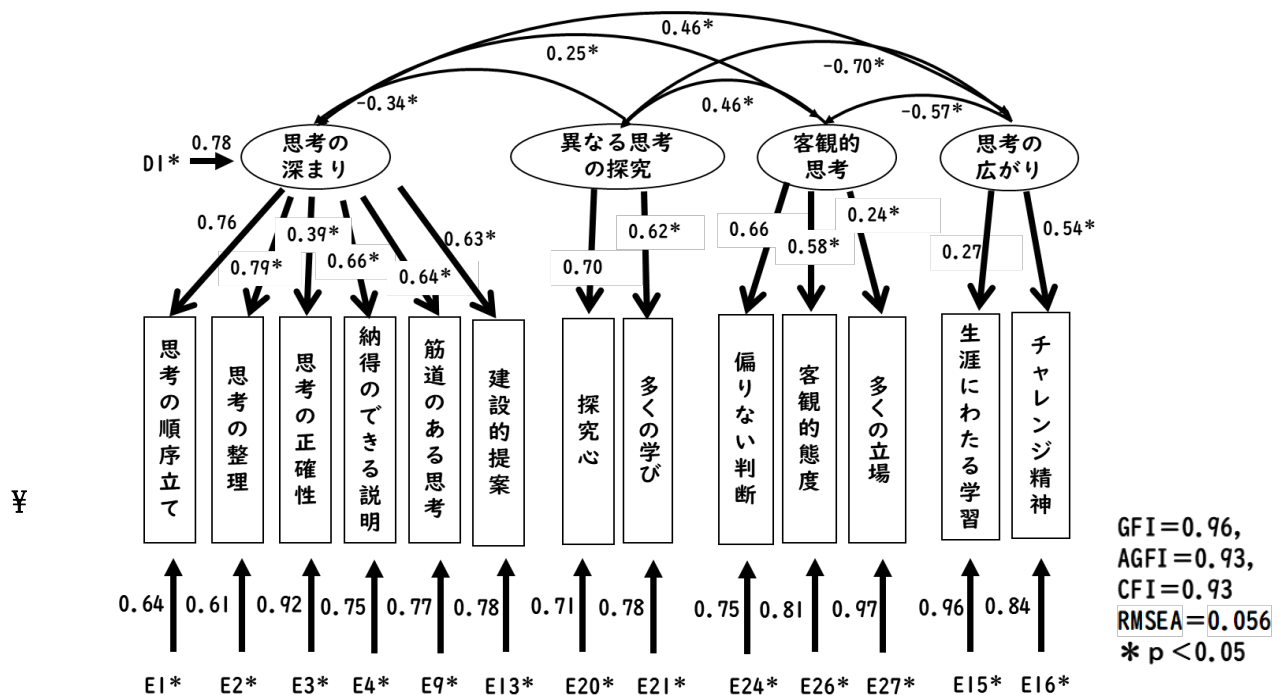 0.46*
0.25*
-0.70*
-0.34*
0.46*
-0.57*
D1*
0.78
思考の
深まり
異なる思考
の探究
客観的
思考
思考の
広がり
0.76
0.79*
0.39*
0.66*
0.64*
0.63*
0.70
0.62*
0.66
0.58*
0.24*
0.27
0.54*
思考の順序立て
思考の整理
思考の正確性
納得のできる説明
筋道のある思考
建設的提案
探究心
多くの学び
偏りない判断
客観的態度
多くの立場
生涯にわたる学習
チャレンジ精神
¥
0.64
0.61
0.92
0.75
0.77
0.78
0.71
0.78
0.75
0.81
0.97
0.96
0.84
E1*
E2*
E3*
E4*
E9*
E13*
E20*
E21*
E24*
E26*
E27*
E15*
E16*
GFI=0.96,
AGFI=0.93,
CFI=0.93
RMSEA=0.056
*p<0.05